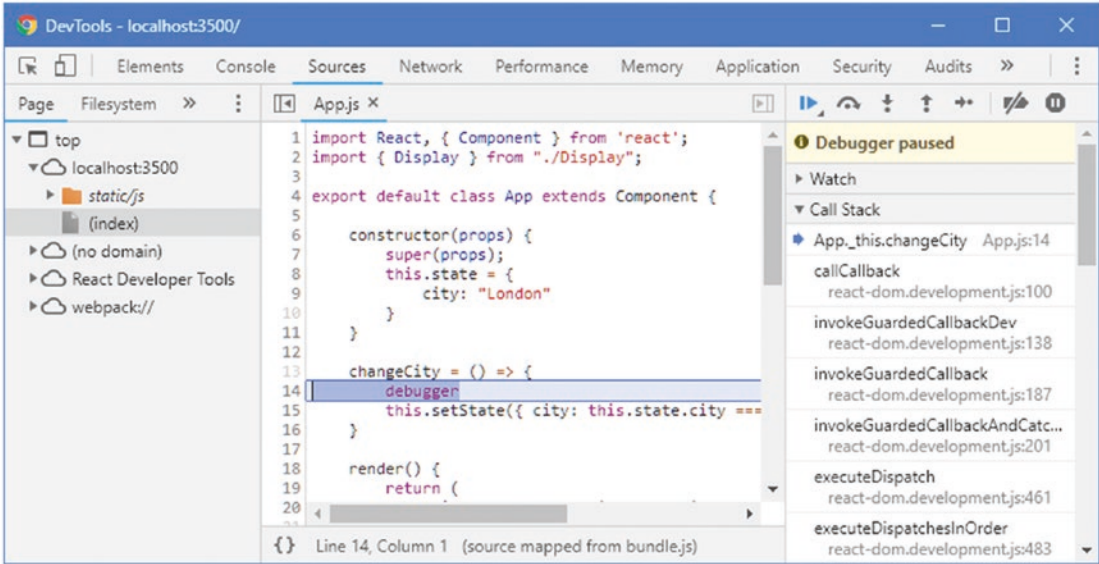 DevTools - localhost:3500/
Elements Console Sources Network Performance Memory Application Security Audits »
Page Filesystem »
App.js ×
top
localhost:3500
static/js
(index)
(no domain)
React Developer Tools
webpack://
1 import React, { Component } from 'react';
2 import { Display } from "./Display";
3
4 export default class App extends Component {
5
6 constructor(props) {
7 super(props);
8 this.state = {
9 city: "London"
10 }
11 }
12
13 changeCity = () => {
14 debugger
15 this.setState({ city: this.state.city ===
16 }
17
18 render() {
19 return (
20
{} Line 14, Column 1 (source mapped from bundle.js)
Debugger paused
Watch
Call Stack
App._this.changeCity App.js:14
callCallback
react-dom.development.js:100
invokeGuardedCallbackDev
react-dom.development.js:138
invokeGuardedCallback
react-dom.development.js:187
invokeGuardedCallbackAndCatc...
react-dom.development.js:201
executeDispatch
react-dom.development.js:461
executeDispatchesInOrder
react-dom.development.js:483